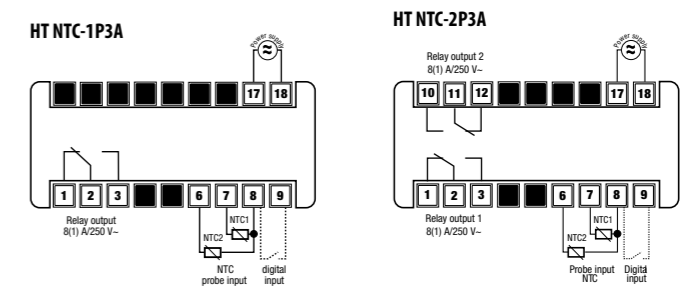 HT NTC-1P3A
Power supply
17 18
1 2 3 6 7 8 9
Relay output
8(1) A/250 V~
NTC1
NTC2
NTC
probe input
digital
input
HT NTC-2P3A
Relay output 2
8(1) A/250 V~
Power supply
10 11 12 17 18
1 2 3 6 7 8 9
Relay output 1
8(1) A/250 V~
NTC1
NTC2
Probe input
NTC
Digital
input